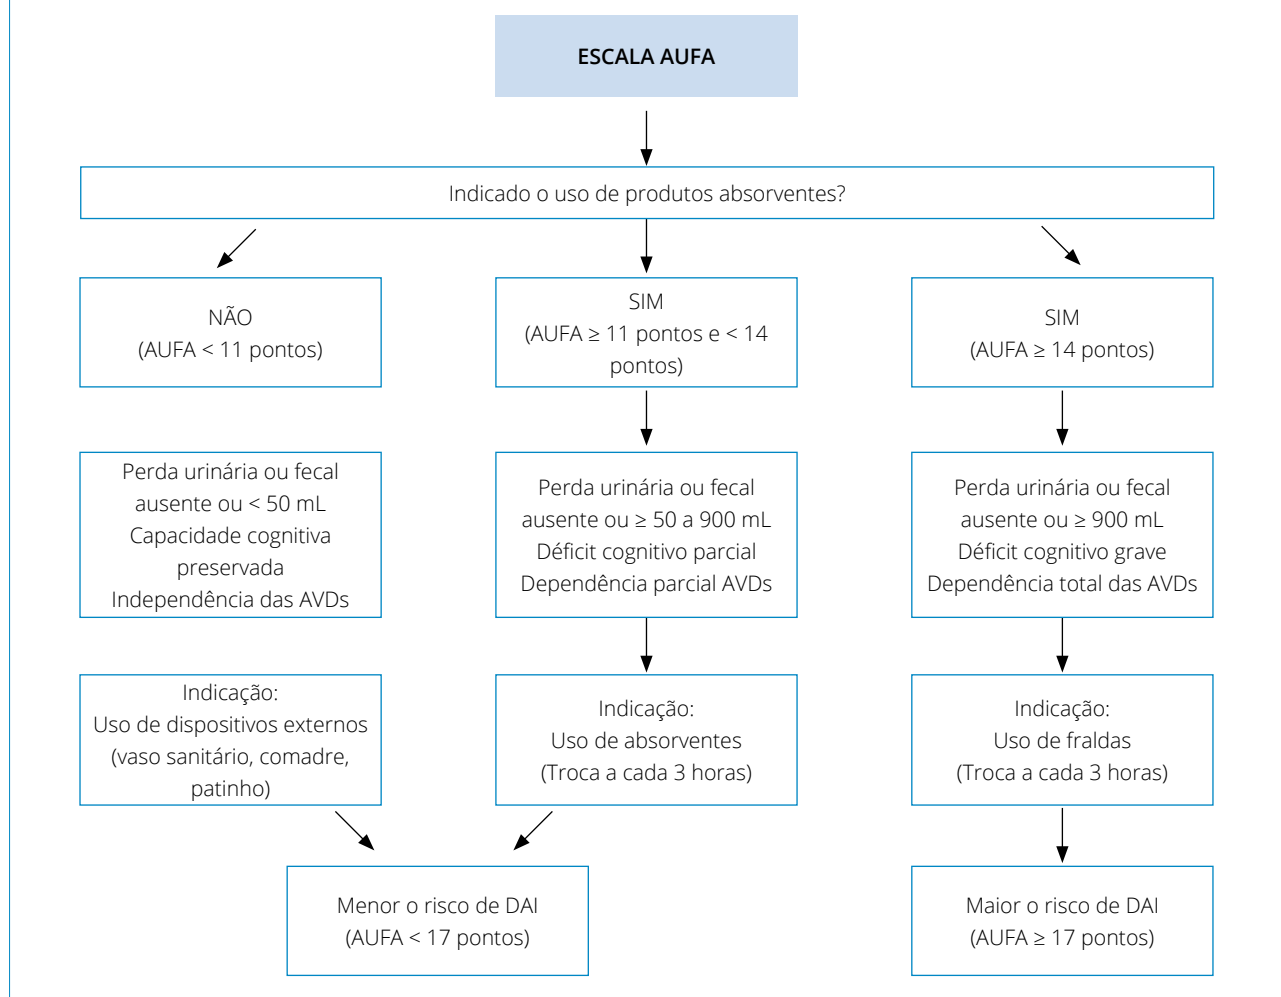 ESCALA AUFA
Indicado o uso de produtos absorventes?
NÃO
(AUFA < 11 pontos)
SIM
(AUFA ≥ 11 pontos e < 14
pontos)
SIM
(AUFA ≥ 14 pontos)
Perda urinária ou fecal
ausente ou < 50 mL
Capacidade cognitiva
preservada
Independência das AVDs
Perda urinária ou fecal
ausente ou ≥ 50 a 900 mL
Déficit cognitivo parcial
Dependência parcial AVDs
Perda urinária ou fecal
ausente ou ≥ 900 mL
Déficit cognitivo grave
Dependência total das AVDs
Indicação:
Uso de dispositivos externos
(vaso sanitário, comadre,
patinho)
Indicação:
Uso de absorventes
(Troca a cada 3 horas)
Indicação:
Uso de fraldas
(Troca a cada 3 horas)
Menor o risco de DAI
(AUFA < 17 pontos)
Maior o risco de DAI
(AUFA ≥ 17 pontos)